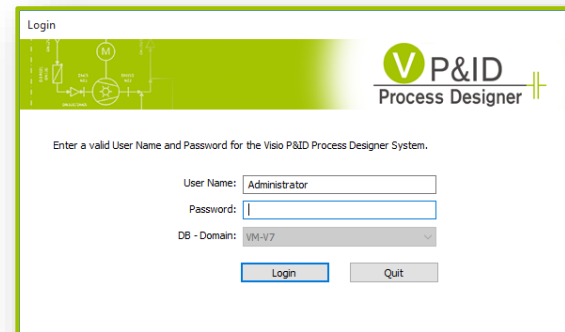 Login
V P&ID
Process Designer
M
Enter a valid User Name and Password for the Visio P&ID Process Designer System.
User Name: Administrator
Password:
DB - Domain: VM-V7
Login Quit